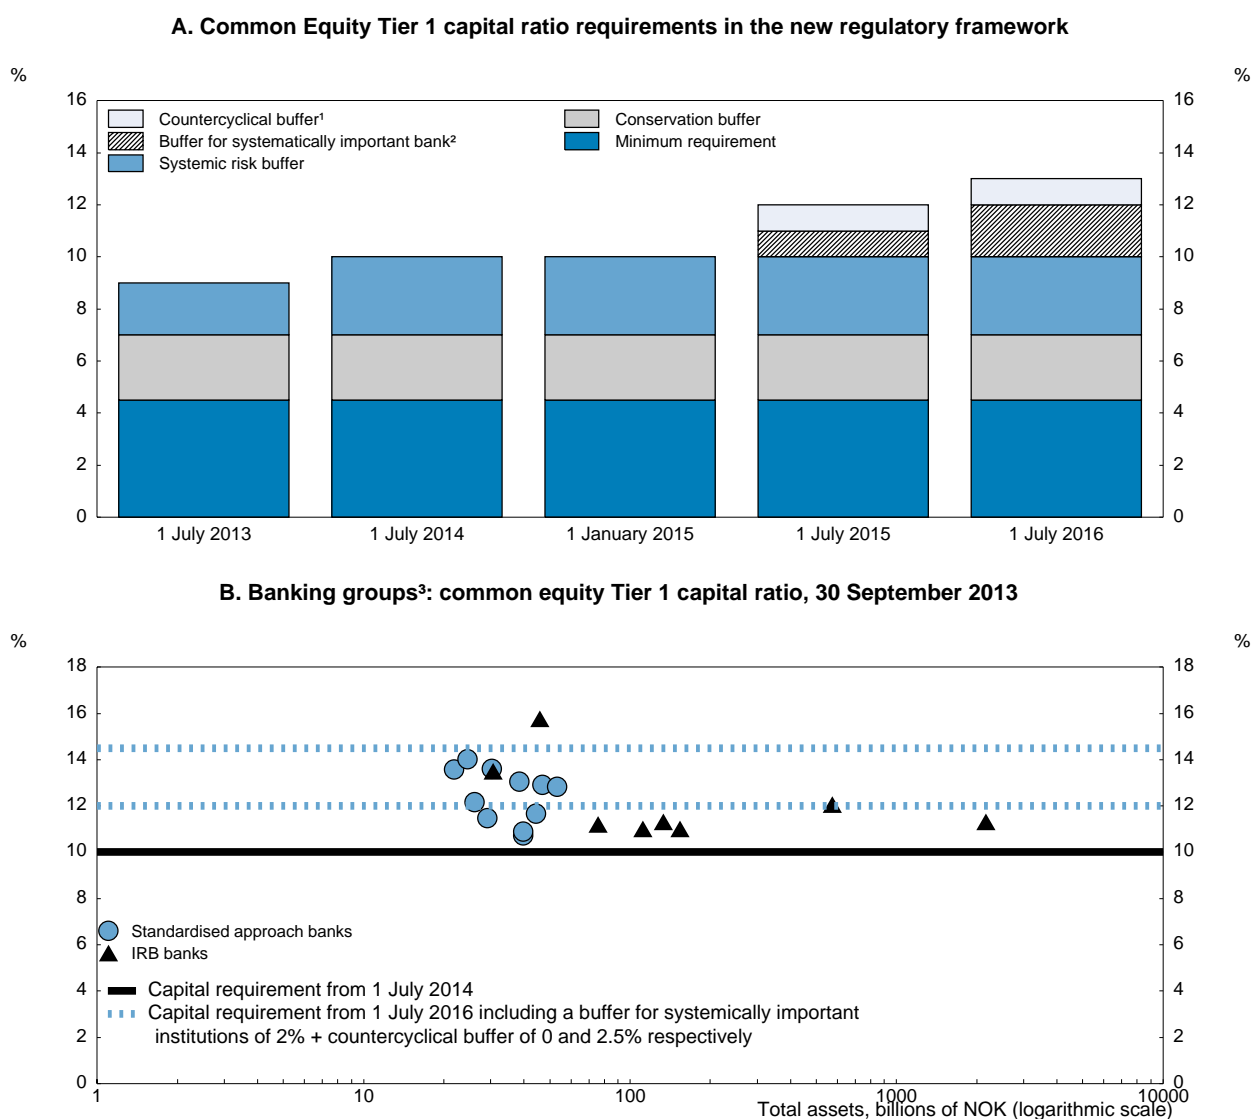 A. Common Equity Tier 1 capital ratio requirements in the new regulatory framework
% %
16 16
Countercyclical buffer¹ Conservation buffer
Buffer for systematically important bank² Minimum requirement
14 14
Systemic risk buffer
12 12
10 10
8 8
6 6
4 4
2 2
0 0
1 July 2013 1 July 2014 1 January 2015 1 July 2015 1 July 2016
B. Banking groups³: common equity Tier 1 capital ratio, 30 September 2013
% %
18 18
16 16
14 14
12 12
10 10
8 8
Standardised approach banks
6 6
IRB banks
4 4
Capital requirement from 1 July 2014
Capital requirement from 1 July 2016 including a buffer for systemically important
2 2
institutions of 2% + countercyclical buffer of 0 and 2.5% respectively
0 0
1 10 100 1000 10000
Total assets, billions of NOK (logarithmic scale)